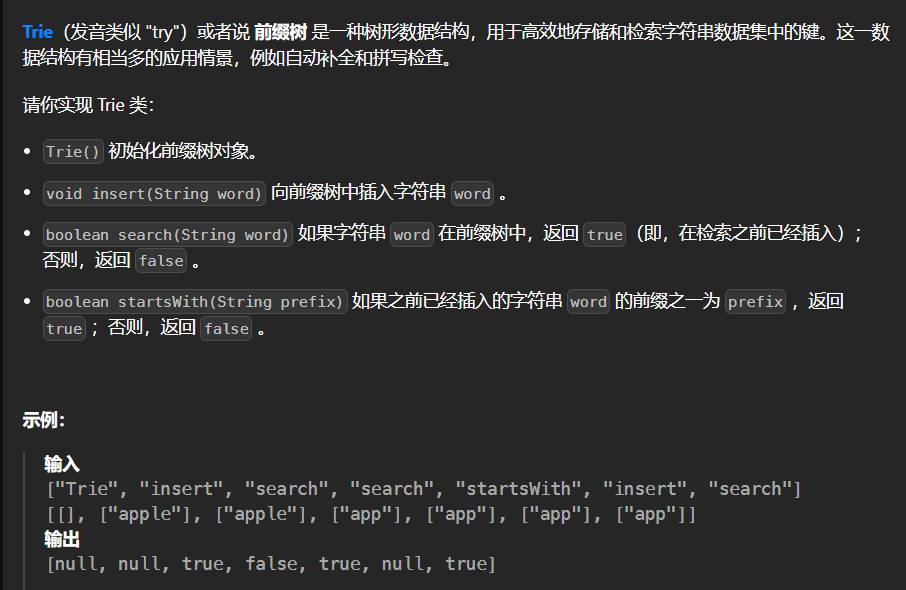 Trie（发音类似 "try"）或者说 前缀树 是一种树形数据结构，用于高效地存储和检索字符串数据集中的键。这一数
据结构有相当多的应用情景，例如自动补全和拼写检查。
请你实现 Trie 类：
• Trie() 初始化前缀树对象。
• void insert(String word) 向前缀树中插入字符串 word 。
• boolean search(String word) 如果字符串 word 在前缀树中，返回 true（即，在检索之前已经插入）；
否则，返回 false 。
• boolean startsWith(String prefix) 如果之前已经插入的字符串 word 的前缀之一为 prefix ，返回
true ；否则，返回 false 。
示例：
输入
["Trie", "insert", "search", "search", "startsWith", "insert", "search"]
[[], ["apple"], ["apple"], ["app"], ["app"], ["app"], ["app"]]
输出
[null, null, true, false, true, null, true]